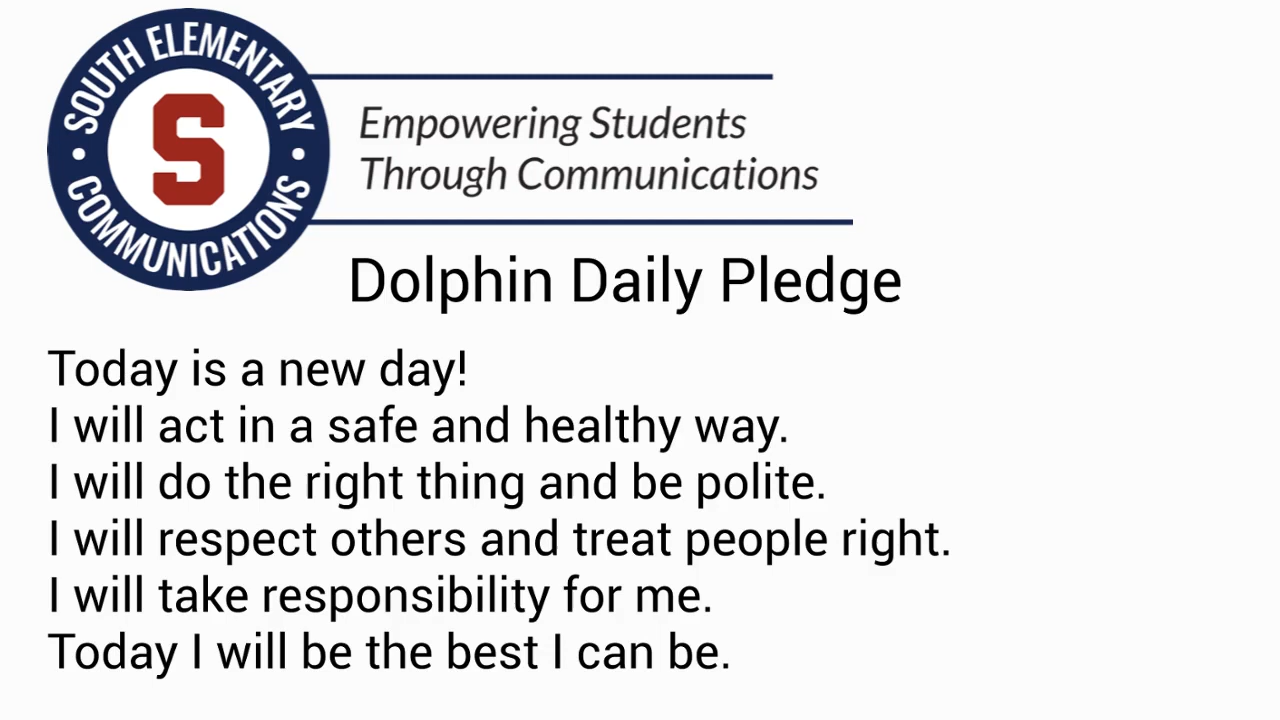 SOUTH ELEMENTARY
S
COMMUNICATIONS
Empowering Students
Through Communications
Dolphin Daily Pledge
Today is a new day!
I will act in a safe and healthy way.
I will do the right thing and be polite.
I will respect others and treat people right.
I will take responsibility for me.
Today I will be the best I can be.